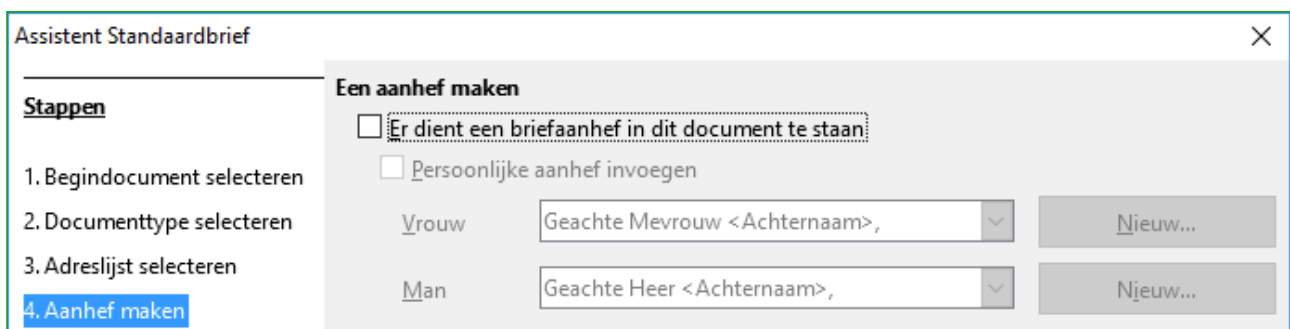 Assistent Standaardbrief
Stappen
1. Begindocument selecteren
2. Documenttype selecteren
3. Adreslijst selecteren
4. Aanhef maken
Een aanhef maken
Er dient een briefaanhef in dit document te staan
Persoonlijke aanhef invoegen
Vrouw Geachte Mevrouw <Achternaam>, Nieuw...
Man Geachte Heer <Achternaam>, Nieuw...